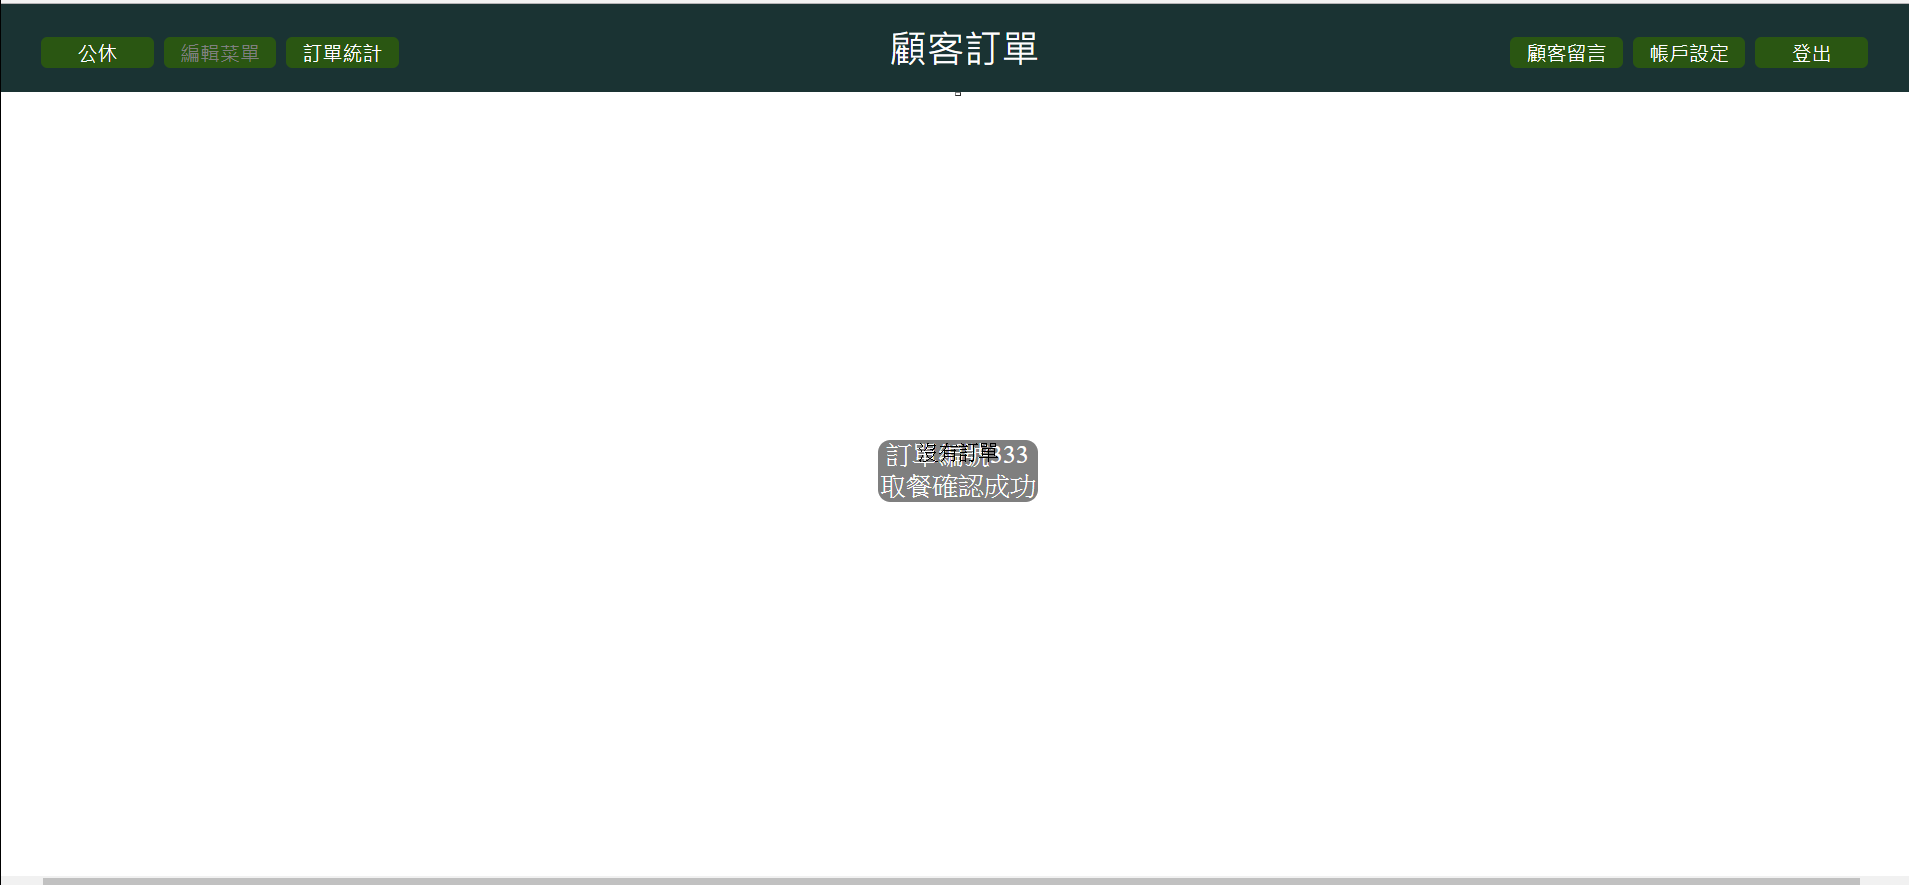 公休
編輯菜單
訂單統計
顧客訂單
顧客留言
帳戶設定
登出
沒有訂單
訂單編號333
取餐確認成功